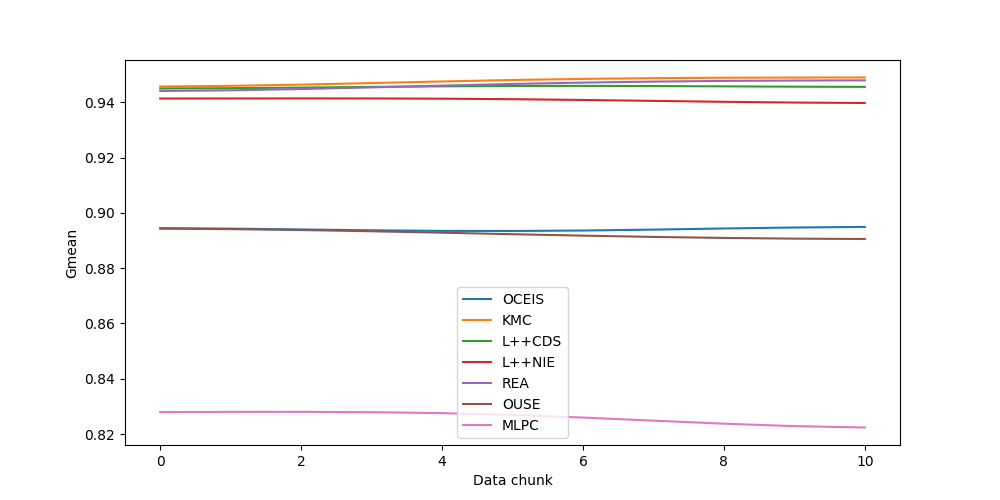 0.94
0.92
0.90
0.88
0.86
0.84
0.82
Gmean
OCEIS
KMC
L++CDS
L++NIE
REA
OUSE
MLPC
0 2 4 6 8 10
Data chunk